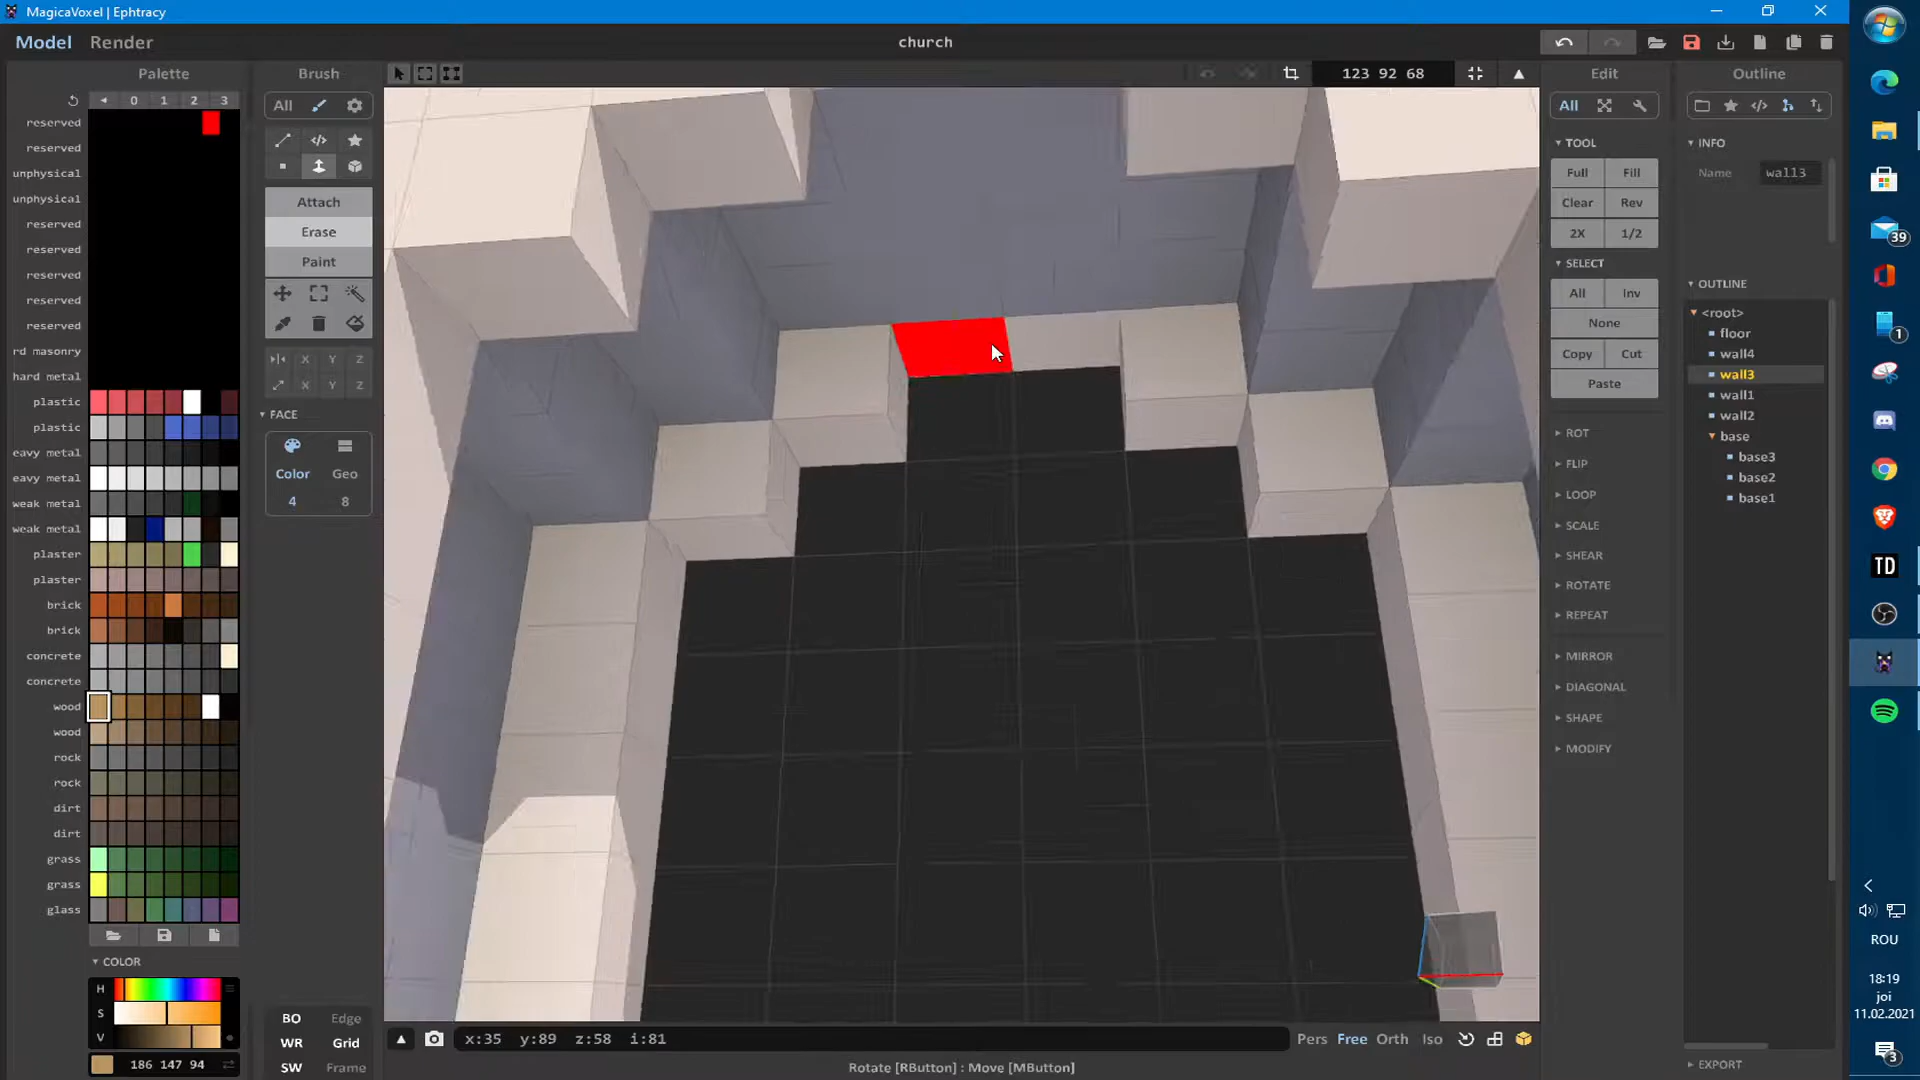 MagicaVoxel | Ephtracy
Model Render
church
Palette
Brush
123 92 68
Edit
Outline
0 1 2 3
reserved
reserved
unphysical
unphysical
reserved
reserved
reserved
reserved
reserved
rd masonry
hard metal
plastic
plastic
eavy metal
eavy metal
weak metal
weak metal
plaster
plaster
brick
brick
concrete
concrete
wood
wood
rock
rock
dirt
dirt
grass
grass
glass
COLOR
H
S
V
186 147 94
All
Attach
Erase
Paint
X Y Z
X Y Z
FACE
Color Geo
4 8
BO Edge
WR Grid
SW Frame
x:35 y:89 z:58 i:81
Pers Free Orth Iso
Rotate [RButton] : Move [MButton]
All
TOOL
Full Fill
Clear Rev
2X 1/2
SELECT
All Inv
None
Copy Cut
Paste
ROT
FLIP
LOOP
SCALE
SHEAR
ROTATE
REPEAT
MIRROR
DIAGONAL
SHAPE
MODIFY
INFO
Name wall3
OUTLINE
<root>
floor
wall4
wall3
wall1
wall2
base
base3
base2
base1
EXPORT
39
1
TD
ROU
18:19
joi
11.02.2021
3